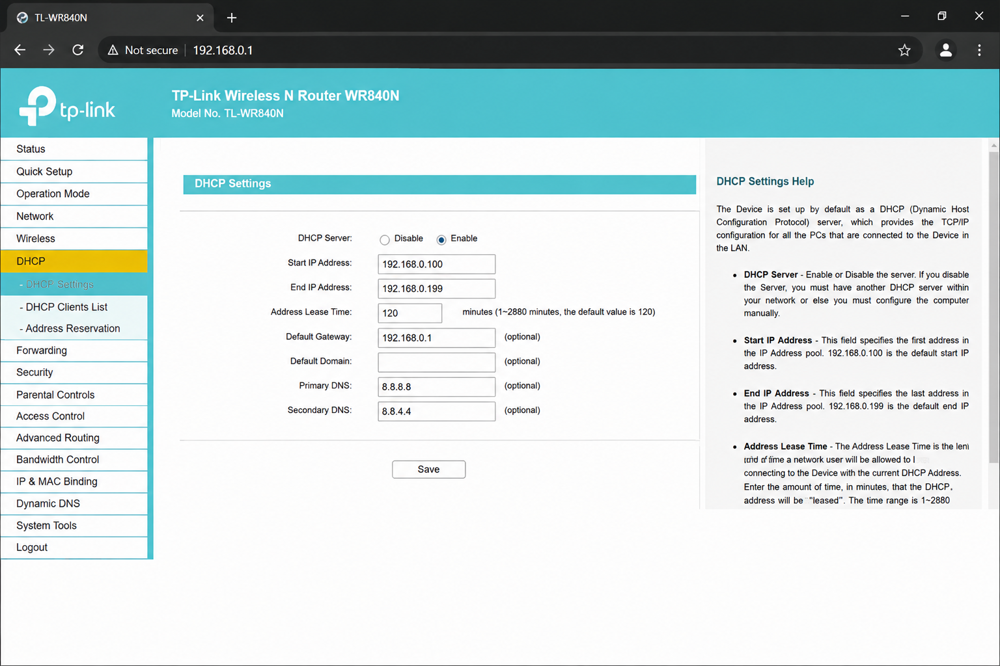 TL-WR840N
Not secure
192.168.0.1
tp-link
TP-Link Wireless N Router WR840N
Model No. TL-WR840N
Status
Quick Setup
Operation Mode
Network
Wireless
DHCP
- DHCP Settings
- DHCP Clients List
- Address Reservation
Forwarding
Security
Parental Controls
Access Control
Advanced Routing
Bandwidth Control
IP & MAC Binding
Dynamic DNS
System Tools
Logout
DHCP Settings
DHCP Server: Disable Enable
Start IP Address: 192.168.0.100
End IP Address: 192.168.0.199
Address Lease Time: 120 minutes (1~2880 minutes, the default value is 120)
Default Gateway: 192.168.0.1 (optional)
Default Domain: (optional)
Primary DNS: 8.8.8.8 (optional)
Secondary DNS: 8.8.4.4 (optional)
Save
DHCP Settings Help
The Device is set up by default as a DHCP (Dynamic Host
Configuration Protocol) server, which provides the TCP/IP
configuration for all the PCs that are connected to the Device in
the LAN.
• DHCP Server - Enable or Disable the server. If you disable
the Server, you must have another DHCP server within
your network or else you must configure the computer
manually.
• Start IP Address - This field specifies the first address in
the IP Address pool. 192.168.0.100 is the default start IP
address.
• End IP Address - This field specifies the last address in
the IP Address pool. 192.168.0.199 is the default end IP
address.
• Address Lease Time - The Address Lease Time is the
of time a network user will be allowed to
connecting to the Device with the current DHCP Address.
Enter the amount of time, in minutes, that the DHCP.
address will be "leased". The time range is 1~2880